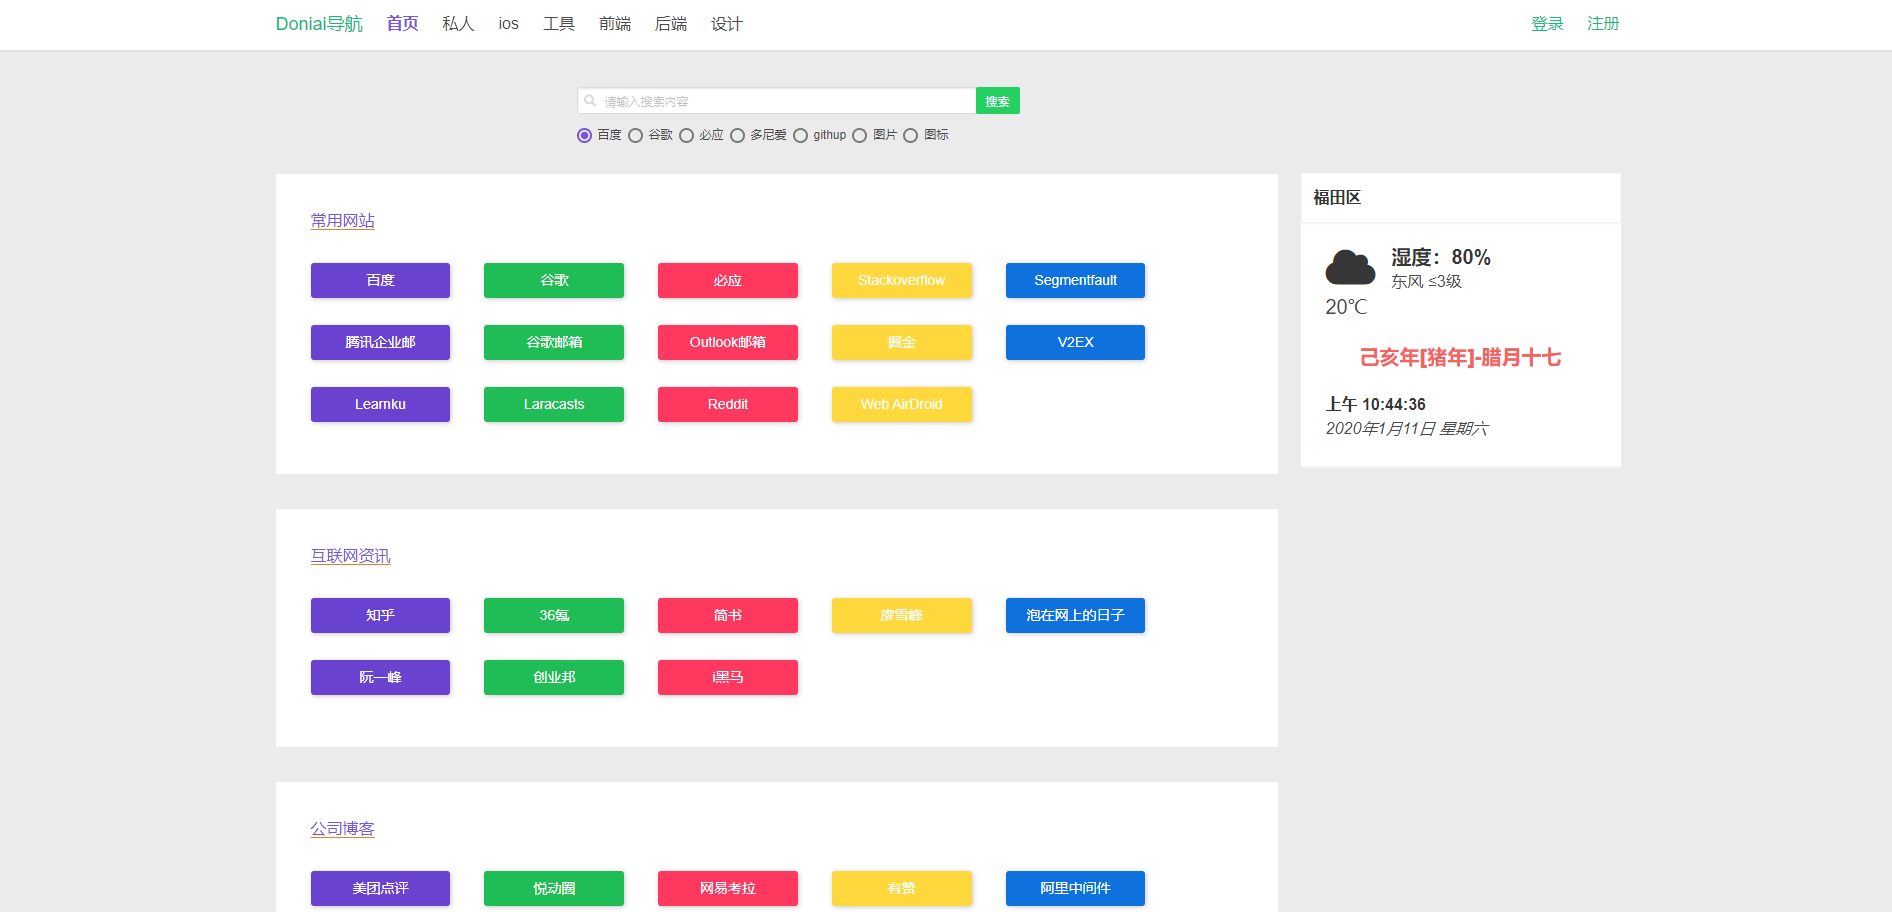 Doniai导航 首页 私人 ios 工具 前端 后端 设计 登录 注册
请输入搜索内容 搜索
百度 谷歌 必应 多尼爱 githup 图片 图标
常用网站
百度 谷歌 必应 Stackoverflow Segmentfault
腾讯企业邮 谷歌邮箱 Outlook邮箱 掘金 V2EX
Learnku Laracasts Reddit Web AirDroid
福田区
湿度：80%
东风 ≤3级
20℃
己亥年[猪年]-腊月十七
上午 10:44:36
2020年1月11日 星期六
互联网资讯
知乎 36氪 简书 廖雪峰 泡在网上的日子
阮一峰 创业邦 i黑马
公司博客
美团点评 悦动圈 网易考拉 有赞 阿里中间件